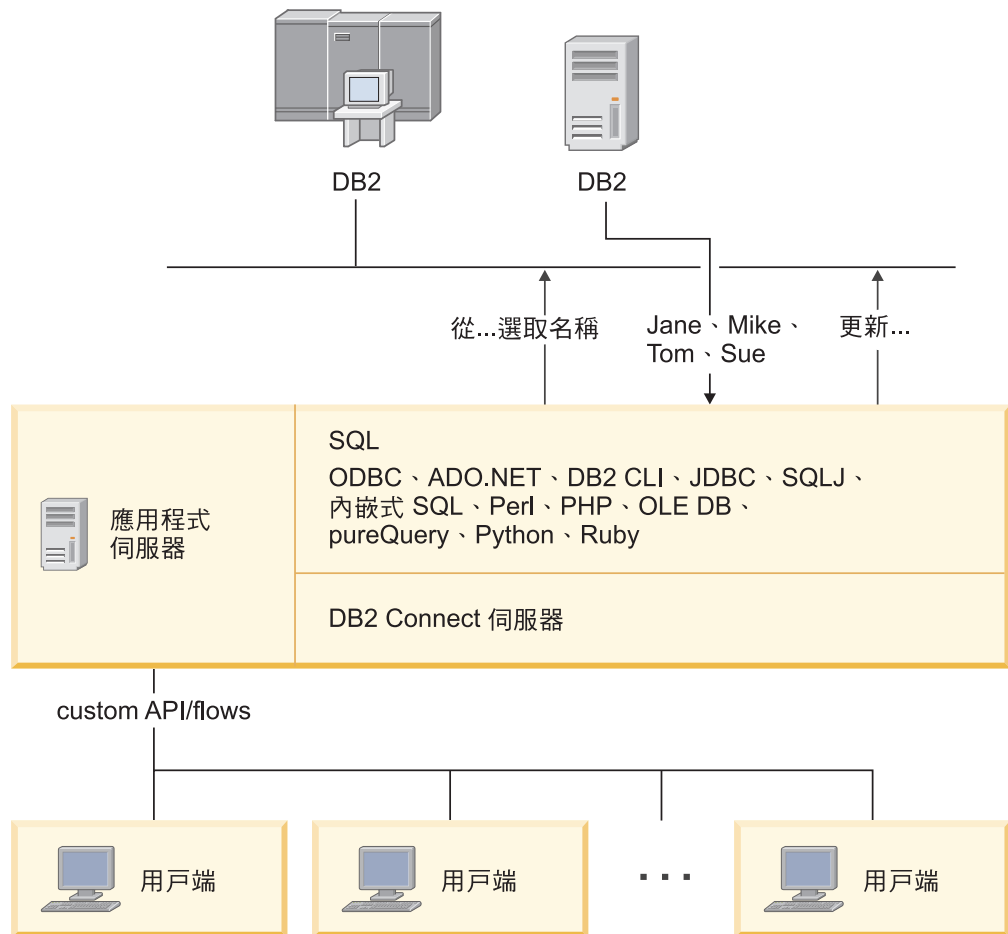 DB2
DB2
從...選取名稱
Jane、Mike、
Tom、Sue
更新...
應用程式
伺服器
SQL
ODBC、ADO.NET、DB2 CLI、JDBC、SQLJ、
內嵌式 SQL、Perl、PHP、OLE DB、
pureQuery、Python、Ruby
DB2 Connect 伺服器
custom API/flows
用戶端
用戶端
...
用戶端